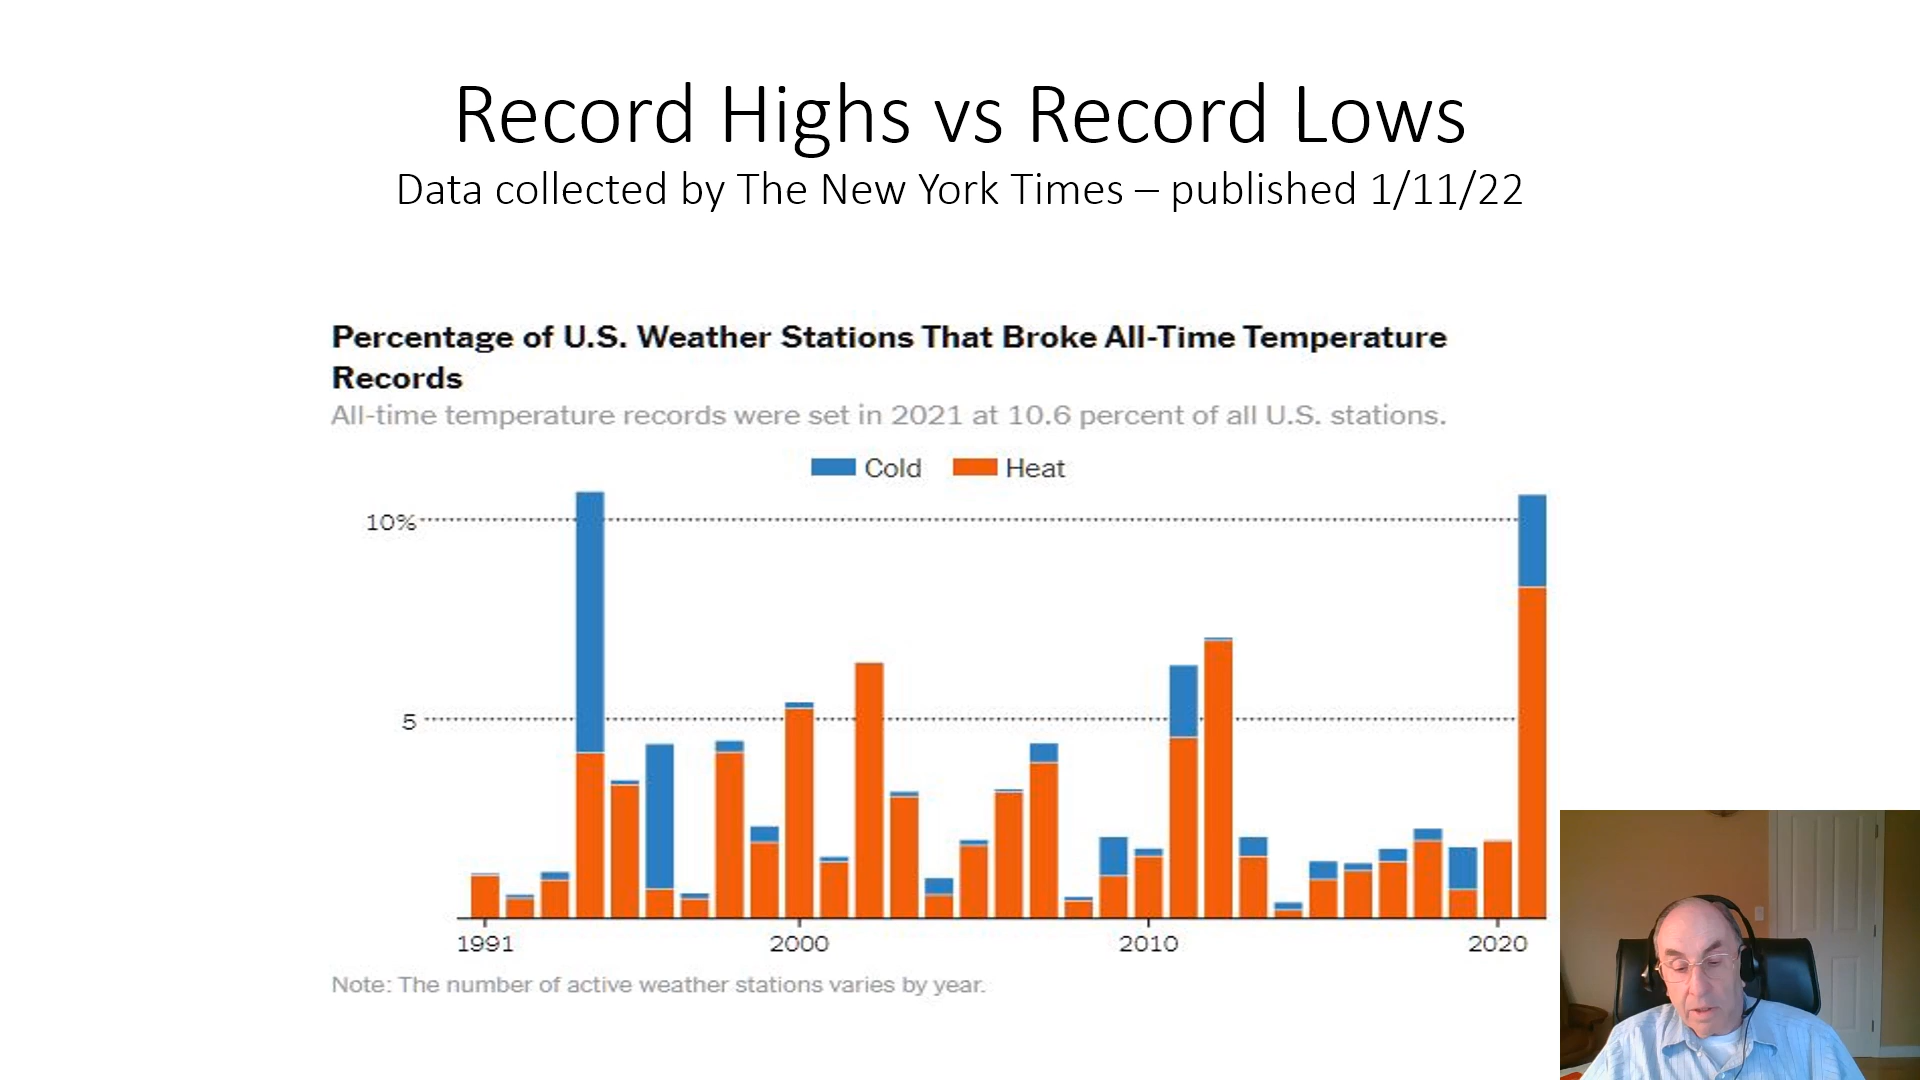 Record Highs vs Record Lows
Data collected by The New York Times – published 1/11/22
Percentage of U.S. Weather Stations That Broke All-Time Temperature
Records
All-time temperature records were set in 2021 at 10.6 percent of all U.S. stations.
Cold Heat
10%
5
1991 2000 2010 2020
Note: The number of active weather stations varies by year.